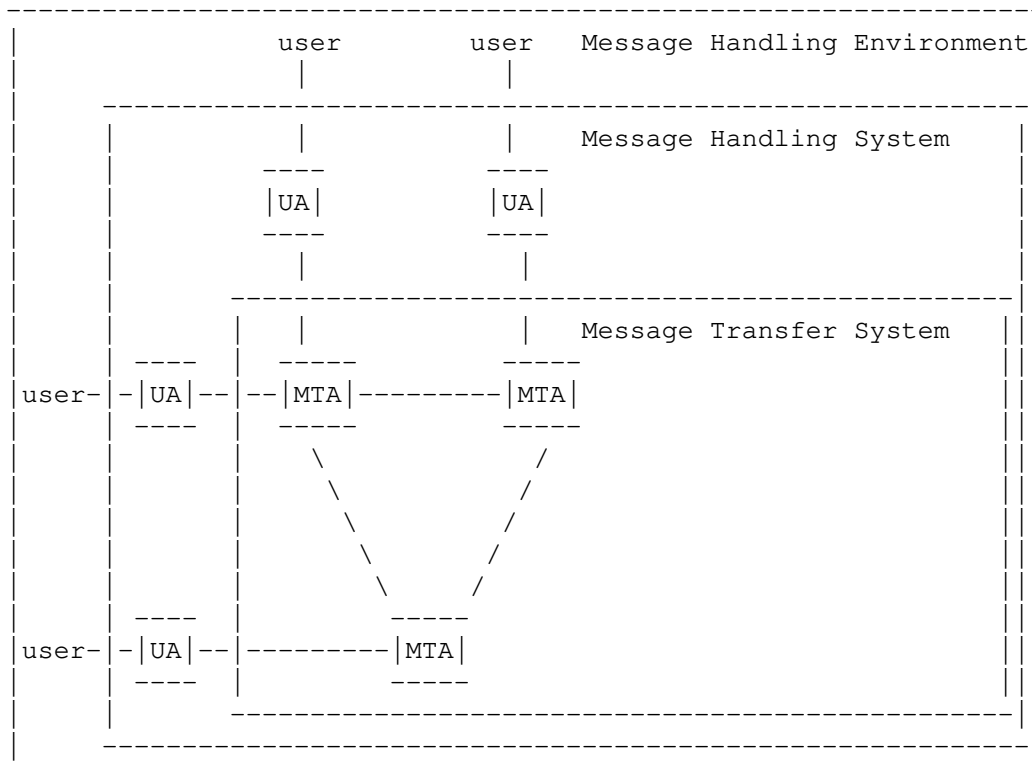 user user Message Handling Environment
Message Handling System
UA UA
Message Transfer System
user UA MTA MTA
user UA MTA